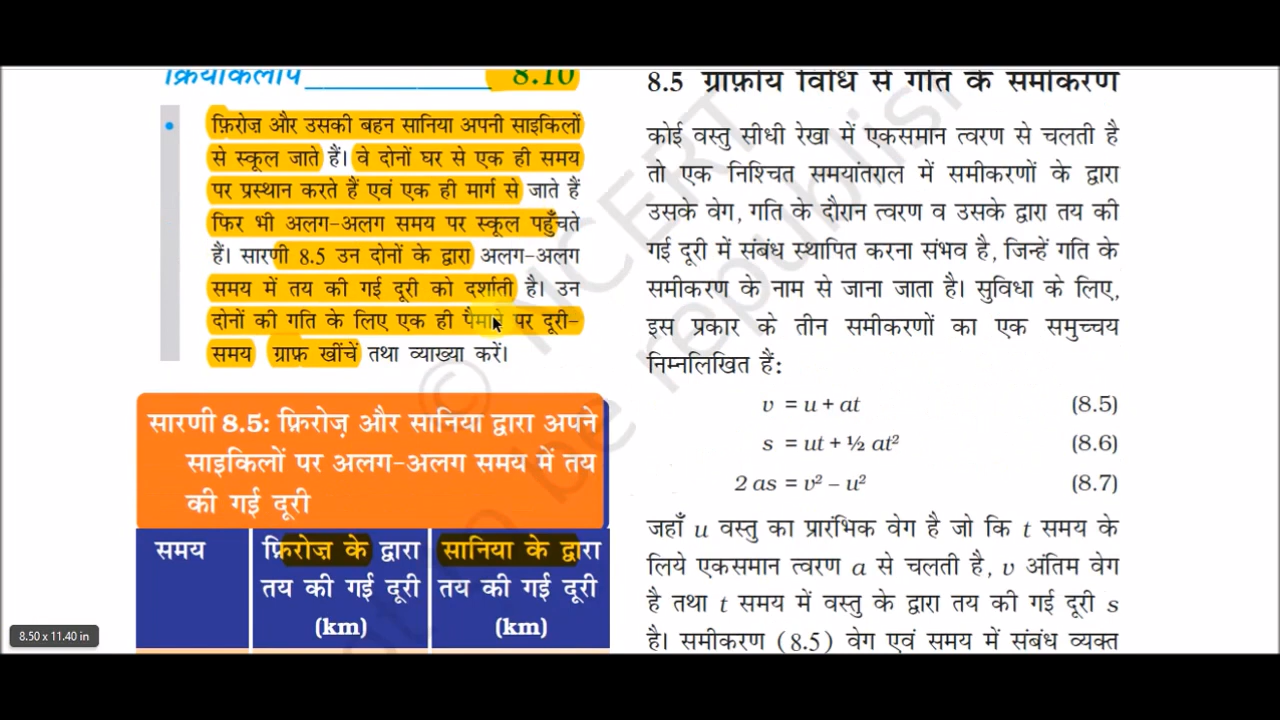 क्रियाकलाप ________________ 8.10
• फ़िरोज़ और उसकी बहन सानिया अपनी साइकिलों
से स्कूल जाते हैं। वे दोनों घर से एक ही समय
पर प्रस्थान करते हैं एवं एक ही मार्ग से जाते हैं
फिर भी अलग-अलग समय पर स्कूल पहुँचते
हैं। सारणी 8.5 उन दोनों के द्वारा अलग-अलग
समय में तय की गई दूरी को दर्शाती है। उन
दोनों की गति के लिए एक ही पैमाने पर दूरी-
समय ग्राफ़ खींचें तथा व्याख्या करें।
सारणी 8.5: फ़िरोज़ और सानिया द्वारा अपने
साइकिलों पर अलग-अलग समय में तय
की गई दूरी
समय
फ़िरोज़ के द्वारा
तय की गई दूरी
(km)
सानिया के द्वारा
तय की गई दूरी
(km)
8.5 ग्राफ़ीय विधि से गति के समीकरण
कोई वस्तु सीधी रेखा में एकसमान त्वरण से चलती है
तो एक निश्चित समयांतराल में समीकरणों के द्वारा
उसके वेग, गति के दौरान त्वरण व उसके द्वारा तय की
गई दूरी में संबंध स्थापित करना संभव है, जिन्हें गति के
समीकरण के नाम से जाना जाता है। सुविधा के लिए,
इस प्रकार के तीन समीकरणों का एक समुच्चय
निम्नलिखित हैं:
v = u + at (8.5)
s = ut + ½ at² (8.6)
2 as = v² – u² (8.7)
जहाँ u वस्तु का प्रारंभिक वेग है जो कि t समय के
लिये एकसमान त्वरण a से चलती है, v अंतिम वेग
है तथा t समय में वस्तु के द्वारा तय की गई दूरी s
है। समीकरण (8.5) वेग एवं समय में संबंध व्यक्त
© NCERT
be republis
8.50 x 11.40 in